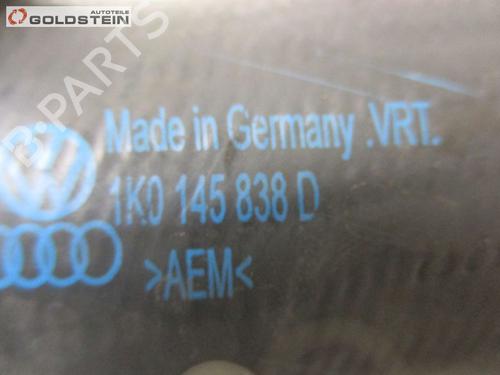 AUTOTEILE
GOLDSTEIN
B-PARTS
Made in Germany .VRT.
1K0 145 838 D
>AEM<